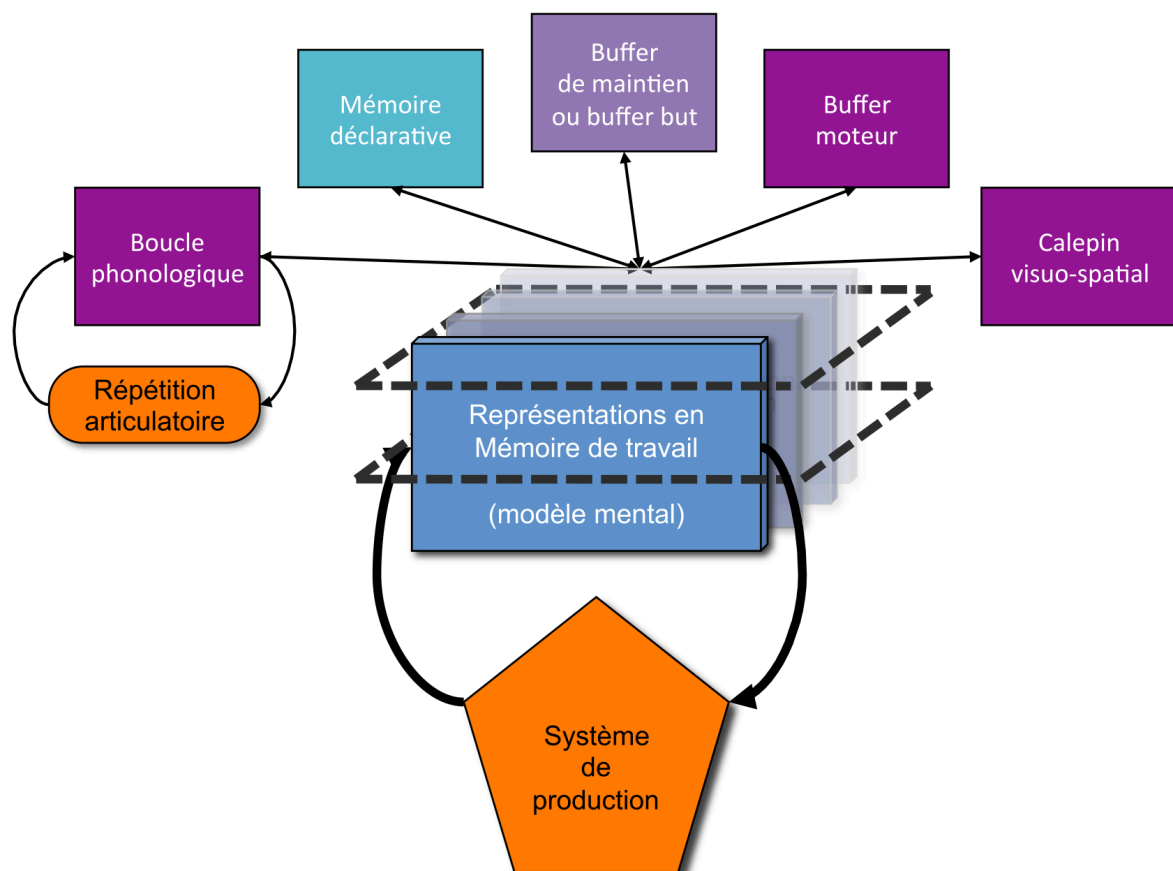 Buffer
de maintien
ou buffer but
Mémoire
déclarative
Buffer
moteur
Boucle
phonologique
Calepin
visuo-spatial
Répétition
articulatoire
Représentations en
Mémoire de travail
(modèle mental)
Système
de
production